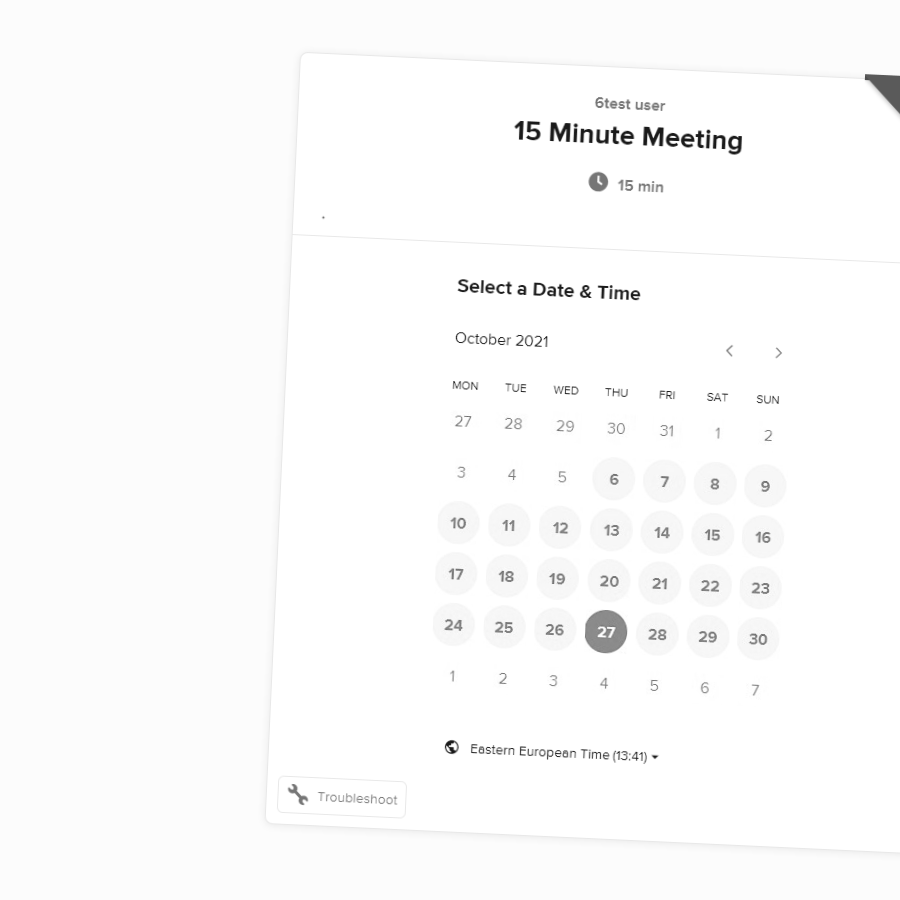 6test user
15 Minute Meeting
15 min
.
Select a Date & Time
October 2021
MON TUE WED THU FRI SAT SUN
27 28 29 30 31 1 2
3 4 5 6 7 8 9
10 11 12 13 14 15 16
17 18 19 20 21 22 23
24 25 26 27 28 29 30
1 2 3 4 5 6 7
Eastern European Time (13:41)
Troubleshoot